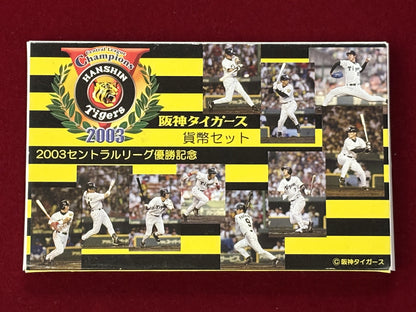 Central League
Champions
HANSHIN
Tigers
2003
阪神タイガース
貨幣セット
2003セントラルリーグ優勝記念
©阪神タイガース